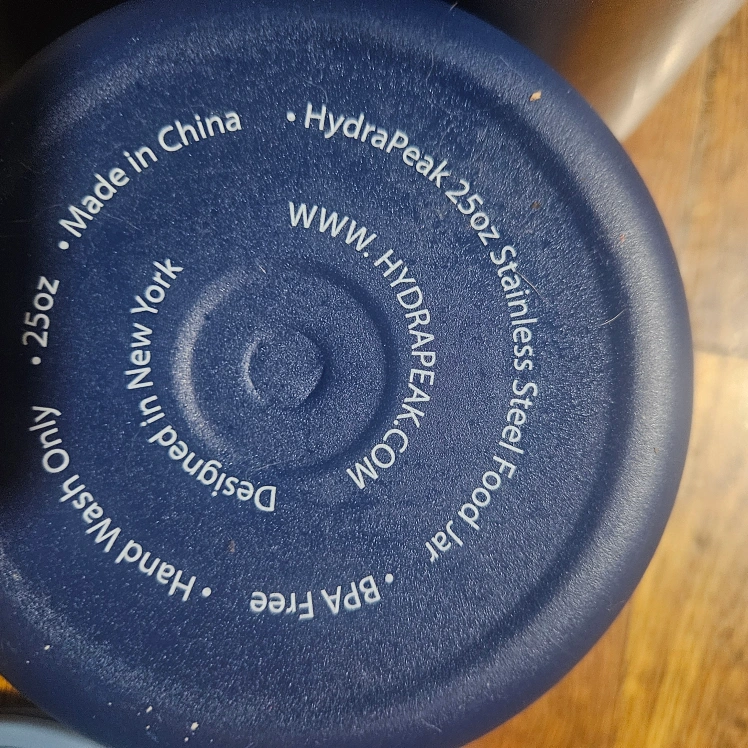 • HydraPeak 25oz Stainless Steel Food Jar
• BPA Free
• Hand Wash Only
• 25oz
• Made in China
WWW.HYDRAPEAK.COM
Designed in New York